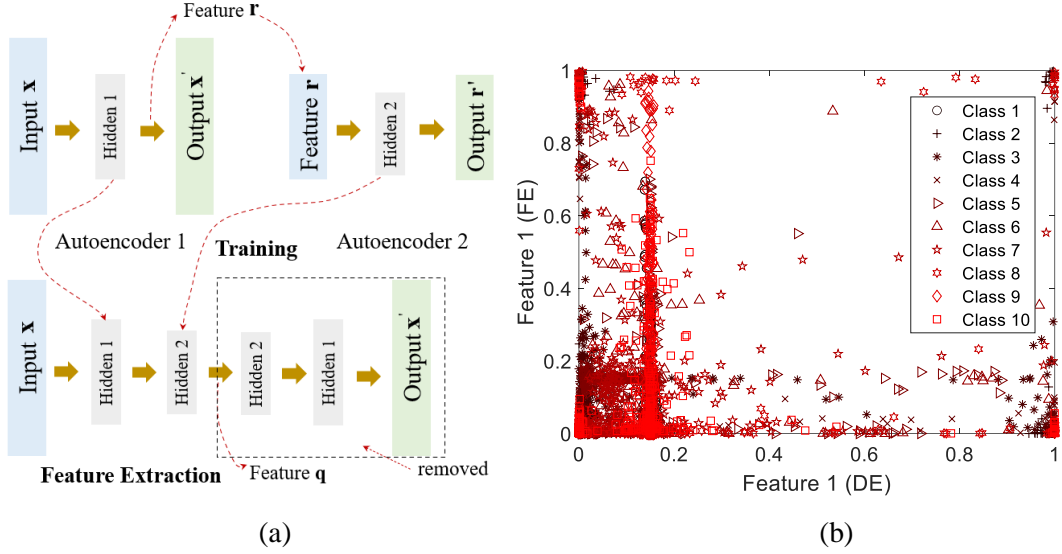 Feature r
Input x
Hidden 1
Output x'
Feature r
Hidden 2
Output r'
Autoencoder 1
Training
Autoencoder 2
Input x
Hidden 1
Hidden 2
Hidden 2
Hidden 1
Output x'
Feature Extraction
Feature q
removed
(a)
Feature 1 (FE)
1
0.8
0.6
0.4
0.2
0
0
0.2
0.4
0.6
0.8
1
Feature 1 (DE)
Class 1
Class 2
Class 3
Class 4
Class 5
Class 6
Class 7
Class 8
Class 9
Class 10
(b)